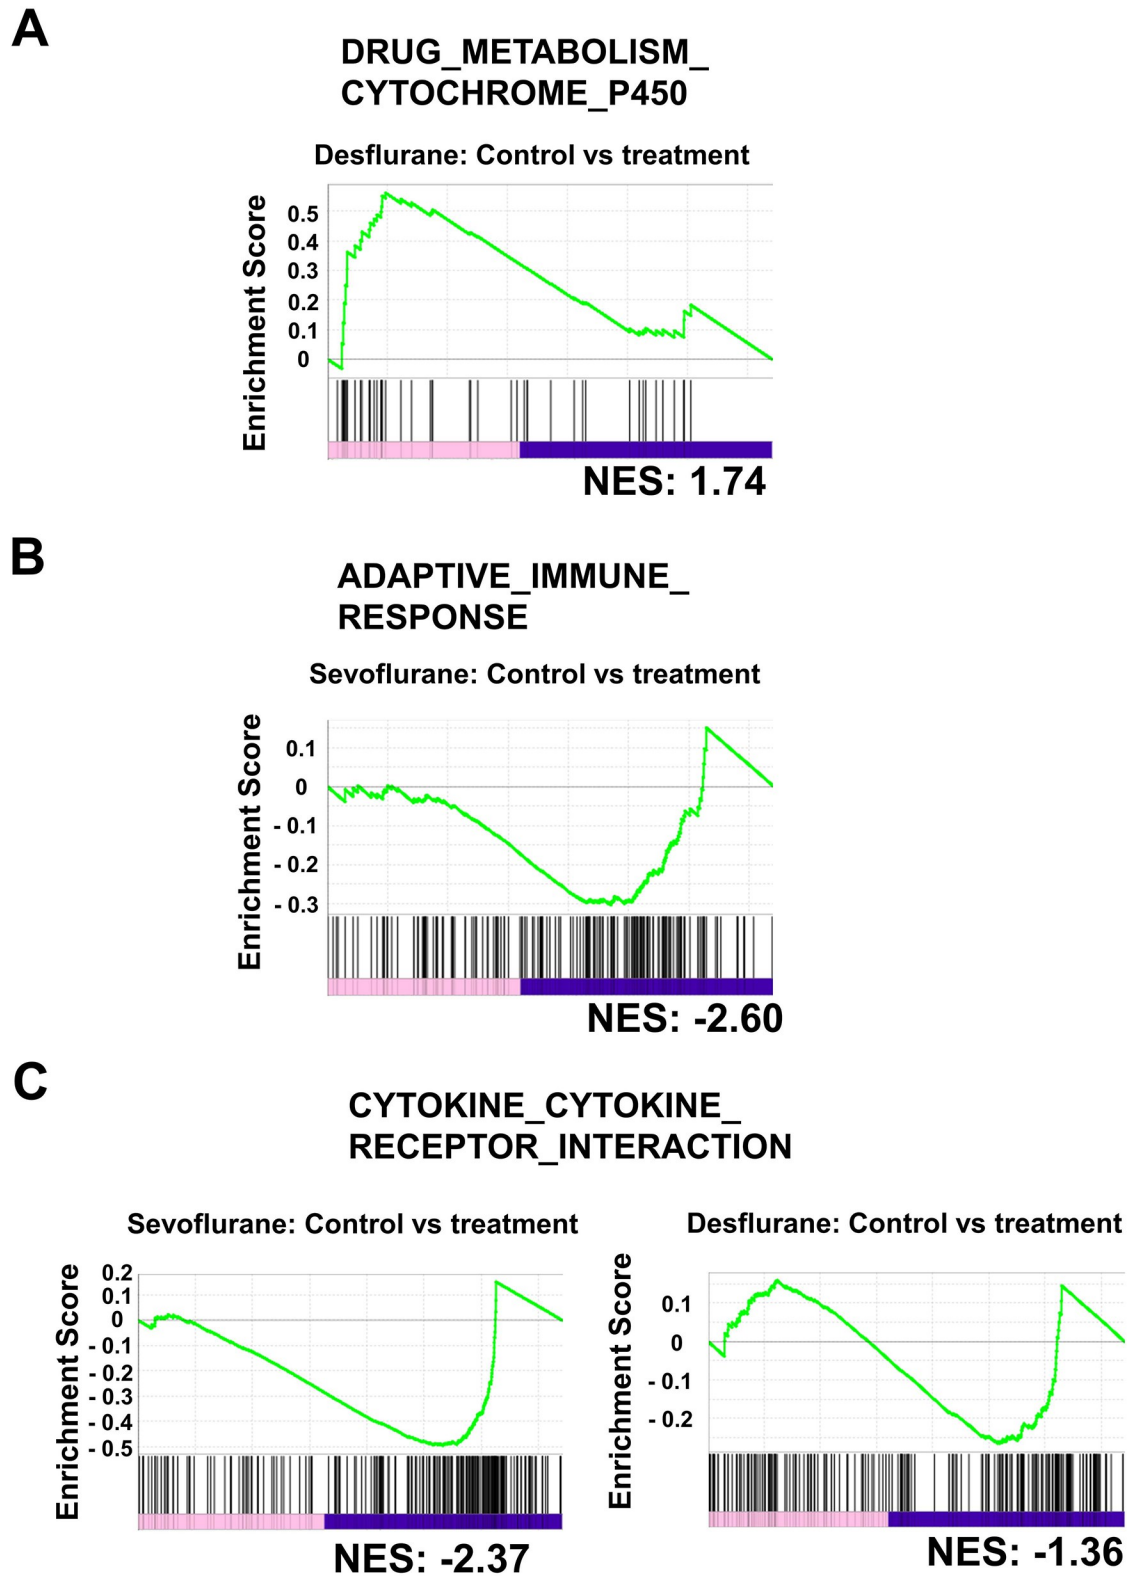 A
DRUG_METABOLISM_
CYTOCHROME_P450
Desflurane: Control vs treatment
Enrichment Score
0.5
0.4
0.3
0.2
0.1
0
NES: 1.74
B
ADAPTIVE_IMMUNE_
RESPONSE
Sevoflurane: Control vs treatment
Enrichment Score
0.1
0
- 0.1
- 0.2
- 0.3
NES: -2.60
C
CYTOKINE_CYTOKINE_
RECEPTOR_INTERACTION
Sevoflurane: Control vs treatment
Enrichment Score
0.2
0.1
0
- 0.1
- 0.2
- 0.3
- 0.4
- 0.5
NES: -2.37
Desflurane: Control vs treatment
Enrichment Score
0.1
0
- 0.1
- 0.2
NES: -1.36